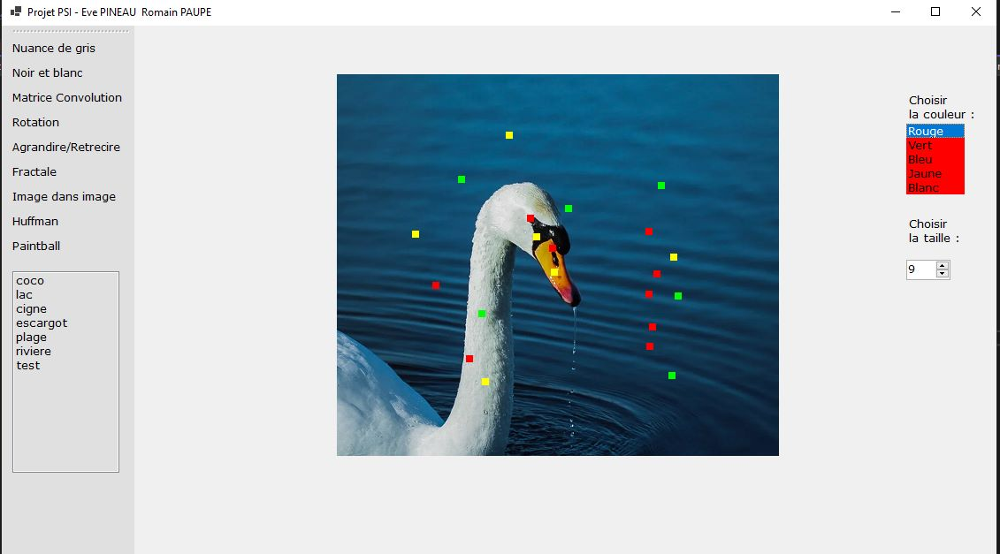 Projet PSI - Eve PINEAU  Romain PAUPE
Nuance de gris
Noir et blanc
Matrice Convolution
Rotation
Agrandire/Retrecire
Fractale
Image dans image
Huffman
Paintball
coco
lac
cigne
escargot
plage
riviere
test
Choisir
la couleur :
Rouge
Vert
Bleu
Jaune
Blanc
Choisir
la taille :
9